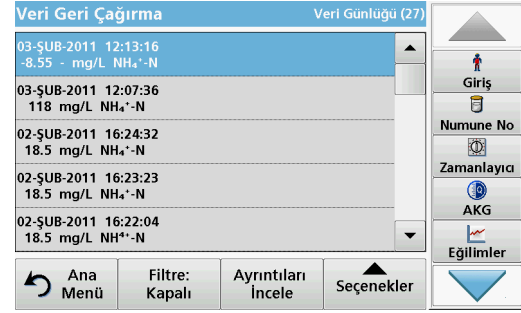 Veri Geri Çağırma
Veri Günlüğü (27)
03-ŞUB-2011 12:13:16
-8.55 - mg/L NH₄⁺-N
03-ŞUB-2011 12:07:36
118 mg/L NH₄⁺-N
02-ŞUB-2011 16:24:32
18.5 mg/L NH₄⁺-N
02-ŞUB-2011 16:23:23
18.5 mg/L NH₄⁺-N
02-ŞUB-2011 16:22:04
18.5 mg/L NH⁴⁺-N
Giriş
Numune No
Zamanlayıcı
AKG
Eğilimler
Ana
Menü
Filtre:
Kapalı
Ayrıntıları
İncele
Seçenekler